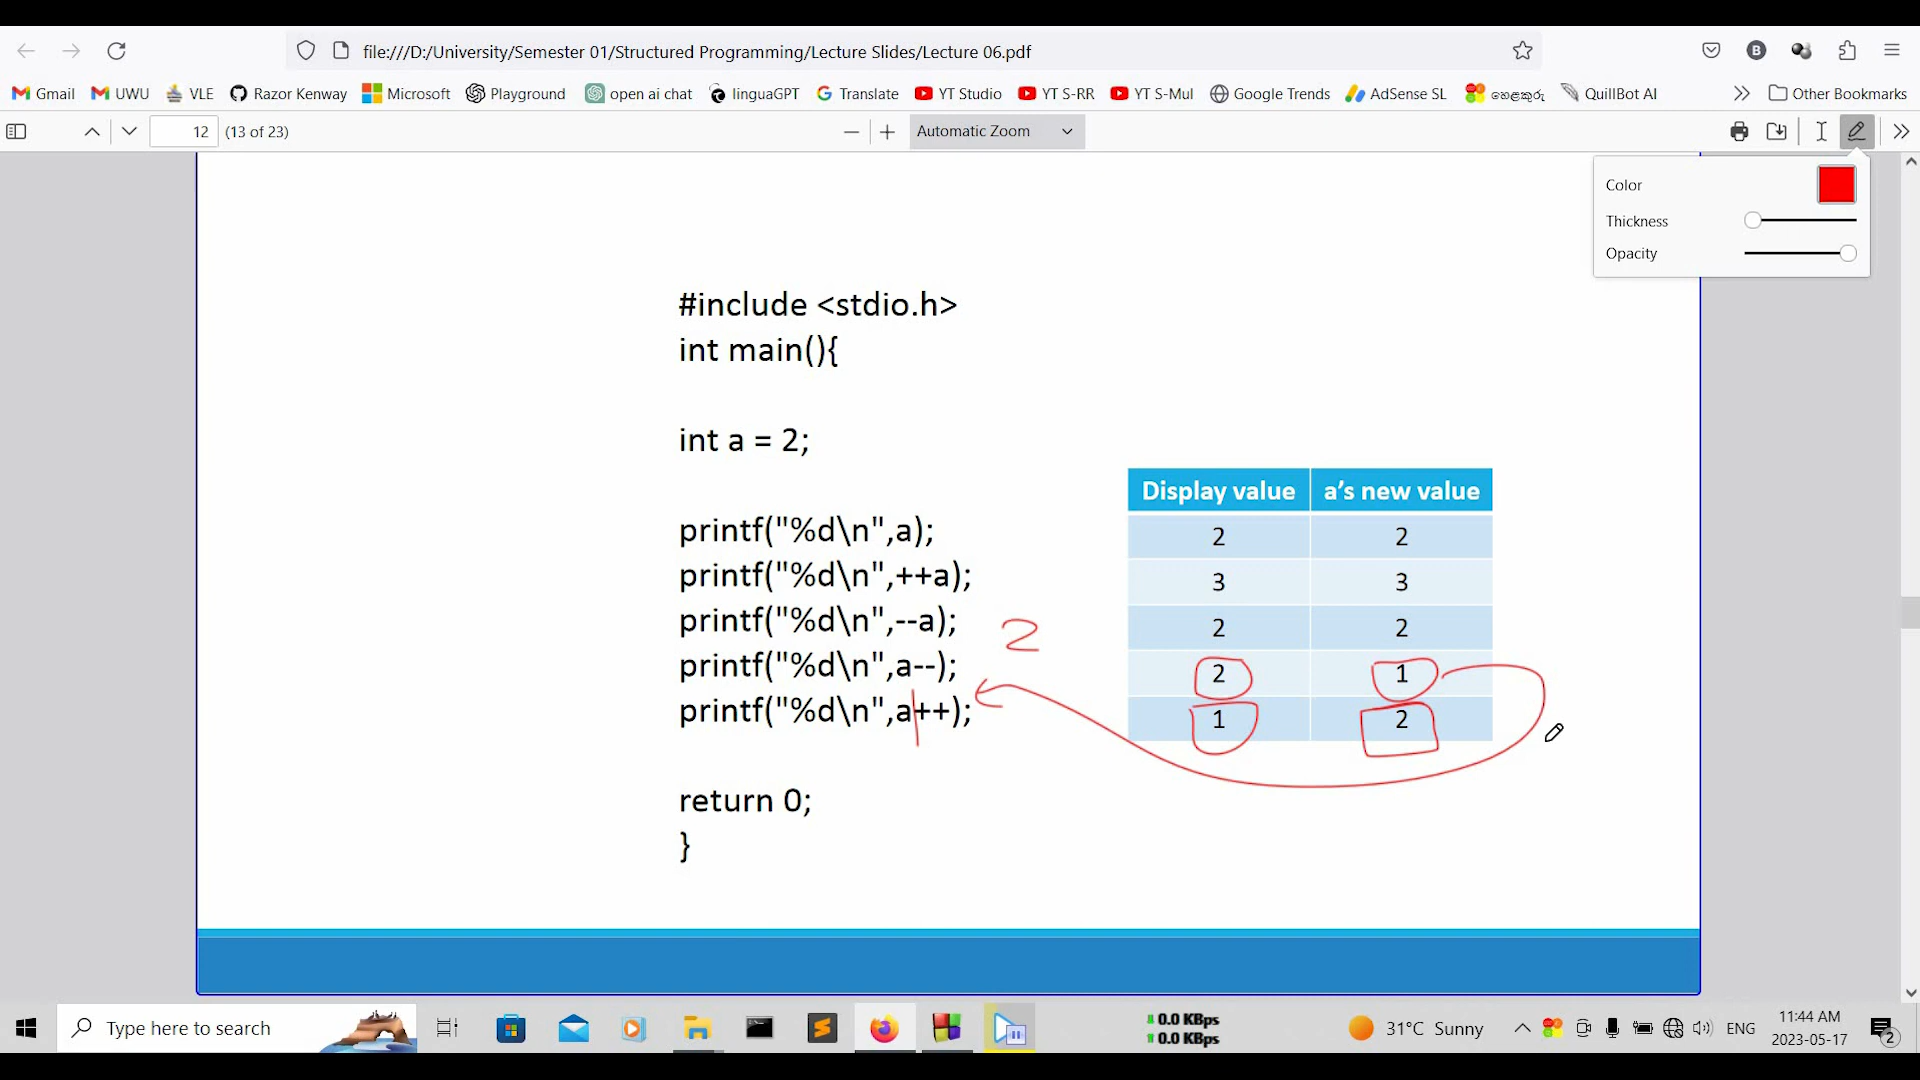 file:///D:/University/Semester 01/Structured Programming/Lecture Slides/Lecture 06.pdf
B
Gmail UWU VLE Razor Kenway Microsoft Playground open ai chat linguaGPT Translate YT Studio YT S-RR YT S-Mul Google Trends AdSense SL හෙළකුරු QuillBot AI Other Bookmarks
12 (13 of 23) Automatic Zoom
Color
Thickness
Opacity
#include <stdio.h>
int main(){
int a = 2;
Display value a's new value
printf("%d\n",a); 2 2
printf("%d\n",++a); 3 3
printf("%d\n",--a); 2 2 2
printf("%d\n",a--); 2 1
printf("%d\n",a++); 1 2
return 0;
}
Type here to search
0.0 KBps
0.0 KBps
31°C Sunny
ENG
11:44 AM
2023-05-17
2